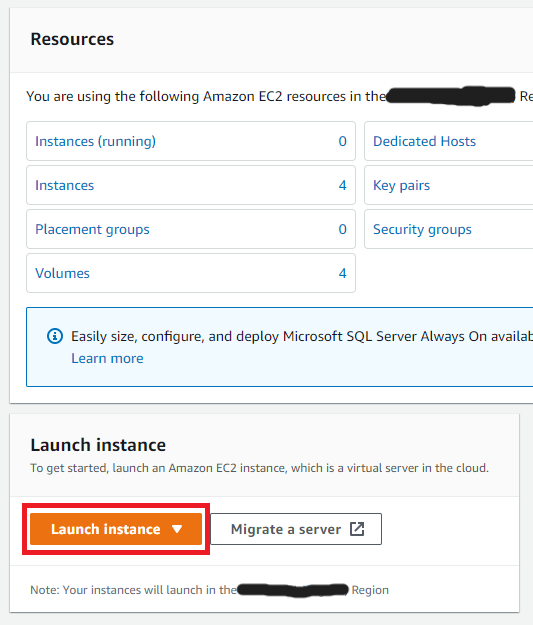 Resources
You are using the following Amazon EC2 resources in the Re
Instances (running) 0 Dedicated Hosts
Instances 4 Key pairs
Placement groups 0 Security groups
Volumes 4
Easily size, configure, and deploy Microsoft SQL Server Always On availab
Learn more
Launch instance
To get started, launch an Amazon EC2 instance, which is a virtual server in the cloud.
Launch instance Migrate a server
Note: Your instances will launch in the Region